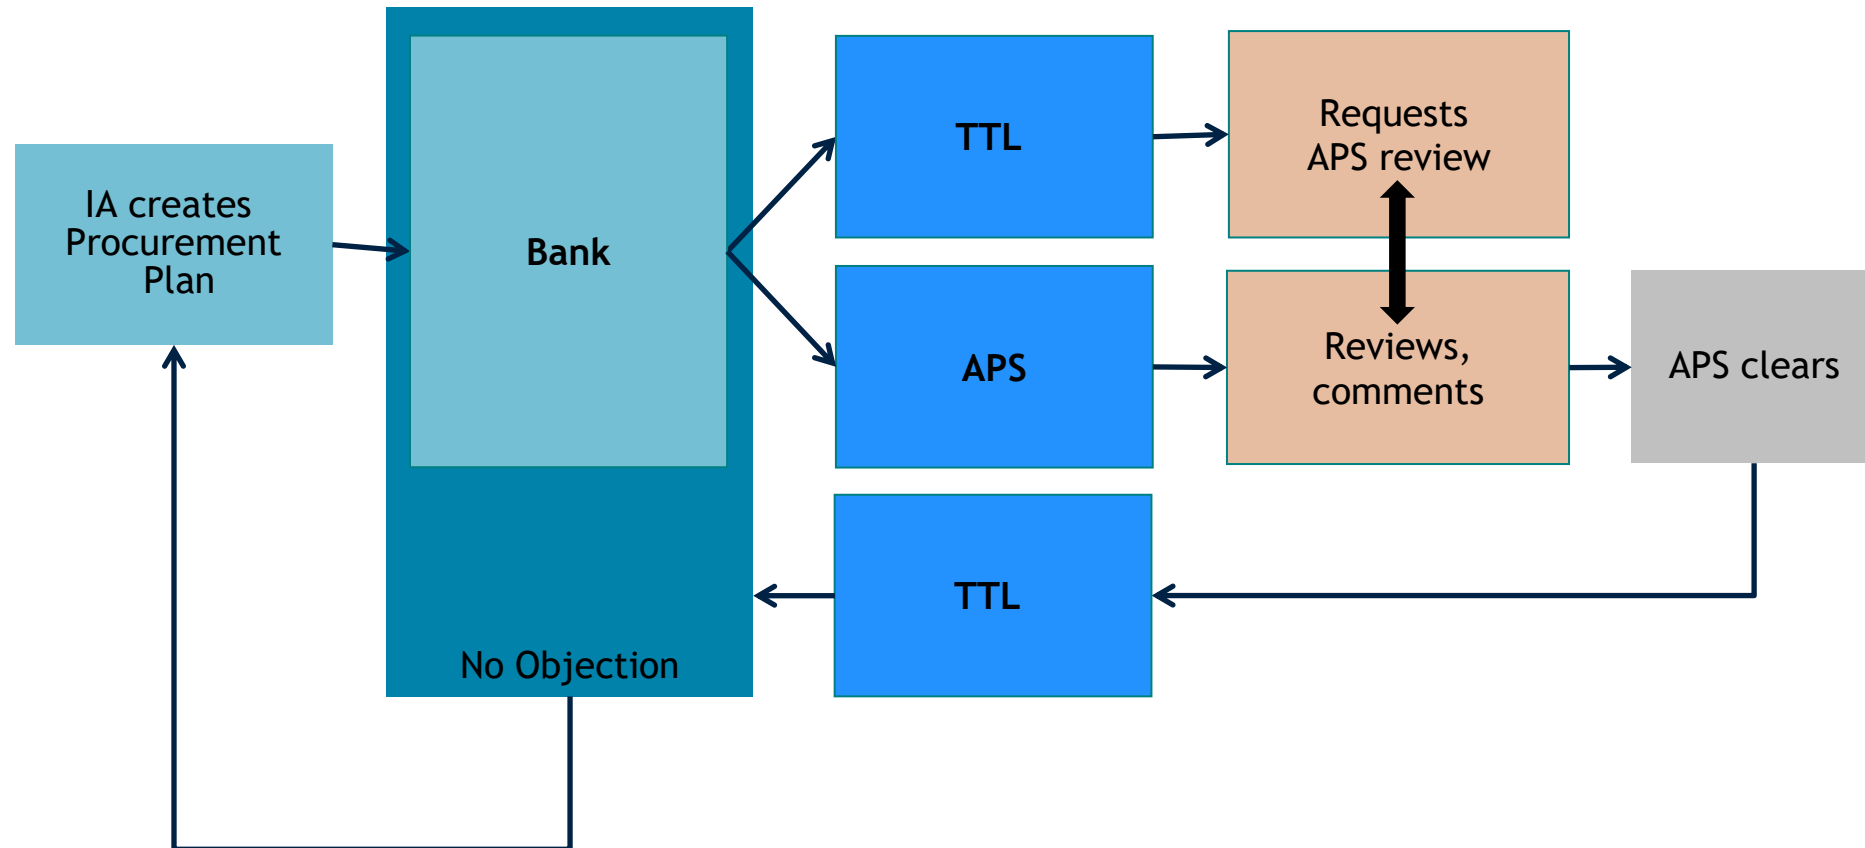 IA creates
Procurement
Plan
Bank
No Objection
TTL
APS
TTL
Requests
APS review
Reviews,
comments
APS clears